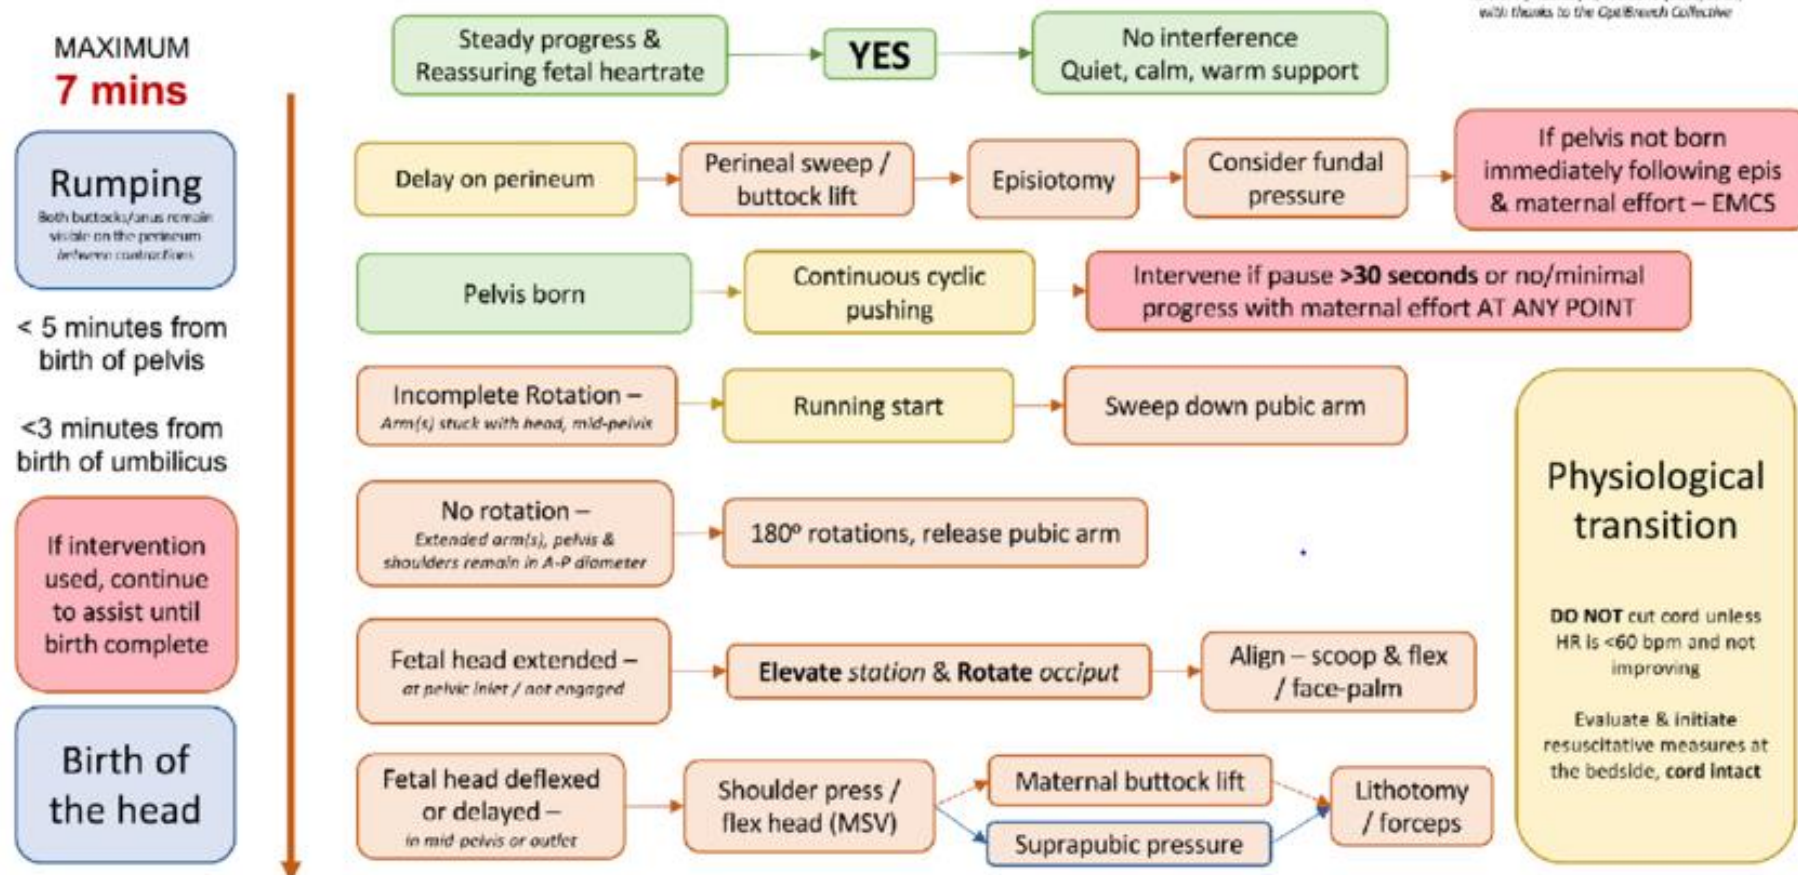 with thanks to the OptiBreech Collective
MAXIMUM
7 mins
Steady progress &
Reassuring fetal heartrate
YES
No interference
Quiet, calm, warm support
Rumping
Both buttocks/anus remain
visible on the perineum
between contractions
Delay on perineum
Perineal sweep /
buttock lift
Episiotomy
Consider fundal
pressure
If pelvis not born
immediately following epis
& maternal effort – EMCS
< 5 minutes from
birth of pelvis
Pelvis born
Continuous cyclic
pushing
Intervene if pause >30 seconds or no/minimal
progress with maternal effort AT ANY POINT
<3 minutes from
birth of umbilicus
Incomplete Rotation –
Arm(s) stuck with head, mid-pelvis
Running start
Sweep down pubic arm
If intervention
used, continue
to assist until
birth complete
No rotation –
Extended arm(s), pelvis &
shoulders remain in A-P diameter
180º rotations, release pubic arm
Fetal head extended –
at pelvic inlet / not engaged
Elevate station & Rotate occiput
Align – scoop & flex
/ face-palm
Birth of
the head
Fetal head deflexed
or delayed –
in mid-pelvis or outlet
Shoulder press /
flex head (MSV)
Maternal buttock lift
Suprapubic pressure
Lithotomy
/ forceps
Physiological
transition
DO NOT cut cord unless
HR is <60 bpm and not
improving
Evaluate & initiate
resuscitative measures at
the bedside, cord intact